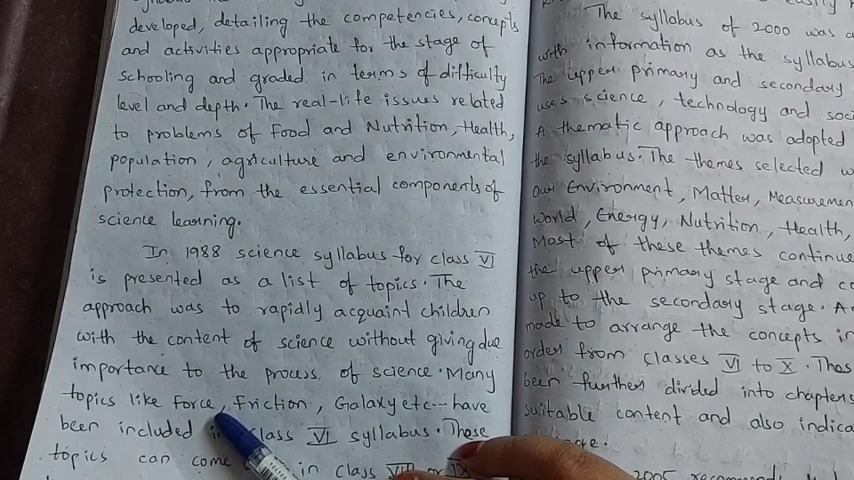 developed, detailing the competencies, concepts
and activities appropriate for the stage of
schooling and graded in terms of difficulty
level and depth. The real-life issues related
to problems of Food and Nutrition, Health,
population, agriculture and environmental
protection, from the essential components of
science learning.
In 1988 science syllabus for class VI
is presented as a list of topics. The
approach was to rapidly acquaint children
with the content of science without giving due
importance to the process of science. Many
topics like Force, Friction, Galaxy etc-- have
been included class VI syllabus. These
topics can come in class VIII or IX
The syllabus of 2000 was
with information as the syllabus
The upper primary and secondary
uses science, technology and
A thematic approach was adopted
the syllabus. The themes selected
our Environment, Matter,
World, Energy, Nutrition, Health,
Most of these themes continue
the upper primary stage and
up to the secondary stage.
made to arrange the concepts in
order from classes VI to X.
been further divided into chapters
suitable content and also
2005